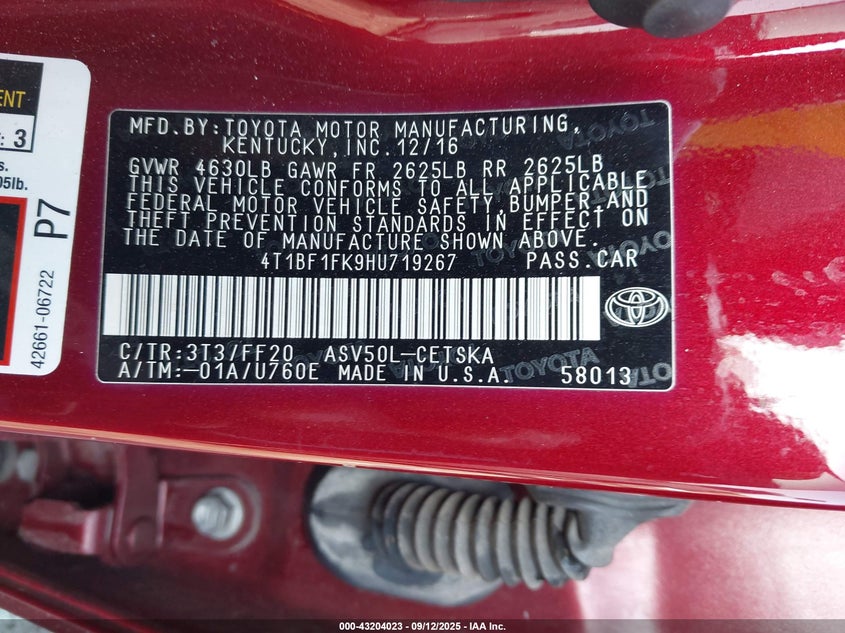 ENT
: 3
s.
05lb.
P7
42661-06722
MFD.BY:TOYOTA MOTOR MANUFACTURING,
KENTUCKY,INC.12/16
GVWR 4630LB GAWR FR 2625LB RR 2625LB
THIS VEHICLE CONFORMS TO ALL APPLICABLE
FEDERAL MOTOR VEHICLE SAFETY,BUMPER,AND
THEFT PREVENTION STANDARDS IN EFFECT ON
THE DATE OF MANUFACTURE SHOWN ABOVE.
4T1BF1FK9HU719267 PASS.CAR
C/TR:3T3/FF20 ASV50L-CETSKA
A/TM:-01A/U760E MADE IN U.S.A. 58013
000-43204023 - 09/12/2025 - IAA Inc.